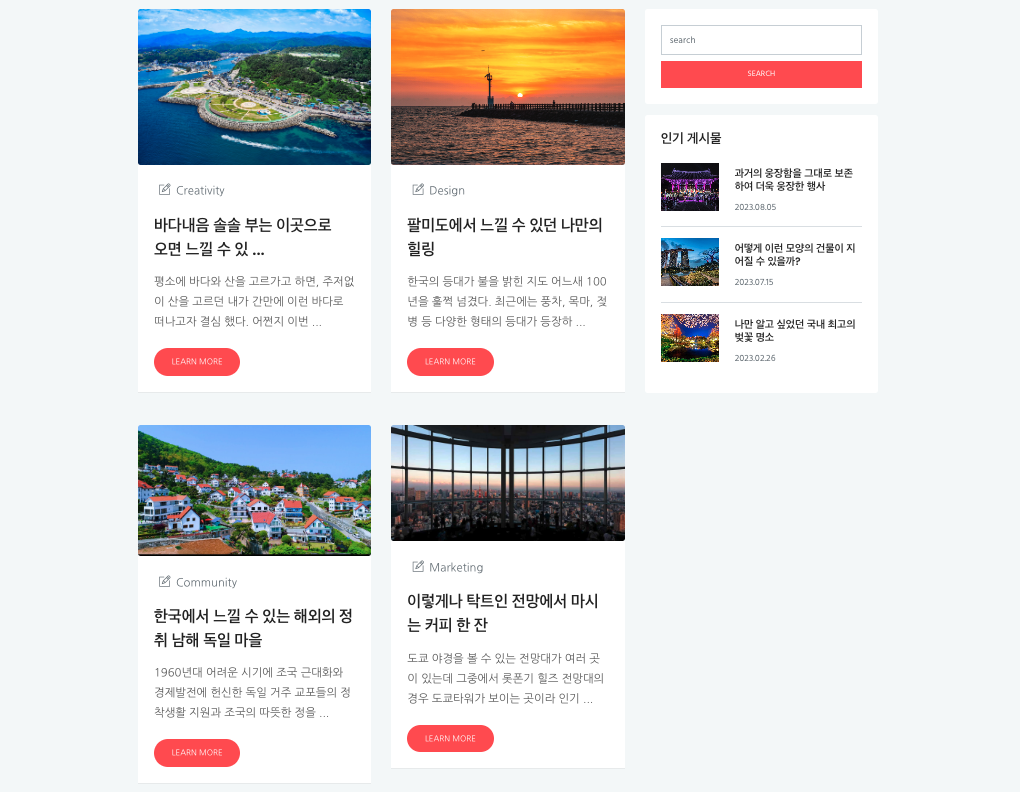 Creativity
바다내음 솔솔 부는 이곳으로
오면 느낄 수 있 ...
평소에 바다와 산을 고르가고 하면, 주저없
이 산을 고르던 내가 간만에 이런 바다로
떠나고자 결심 했다. 어쩐지 이번 ...
LEARN MORE
Design
팔미도에서 느낄 수 있던 나만의
힐링
한국의 등대가 불을 밝힌 지도 어느새 100
년을 훌쩍 넘겼다. 최근에는 풍차, 목마, 젖
병 등 다양한 형태의 등대가 등장하 ...
LEARN MORE
search
SEARCH
인기 게시물
과거의 웅장함을 그대로 보존
하여 더욱 웅장한 행사
2023.08.05
어떻게 이런 모양의 건물이 지
어질 수 있을까?
2023.07.15
나만 알고 싶었던 국내 최고의
벚꽃 명소
2023.02.26
Community
한국에서 느낄 수 있는 해외의 정
취 남해 독일 마을
1960년대 어려운 시기에 조국 근대화와
경제발전에 헌신한 독일 거주 교포들의 정
착생활 지원과 조국의 따뜻한 정을 ...
LEARN MORE
Marketing
이렇게나 탁트인 전망에서 마시
는 커피 한 잔
도쿄 야경을 볼 수 있는 전망대가 여러 곳
이 있는데 그중에서 롯폰기 힐즈 전망대의
경우 도쿄타워가 보이는 곳이라 인기 ...
LEARN MORE